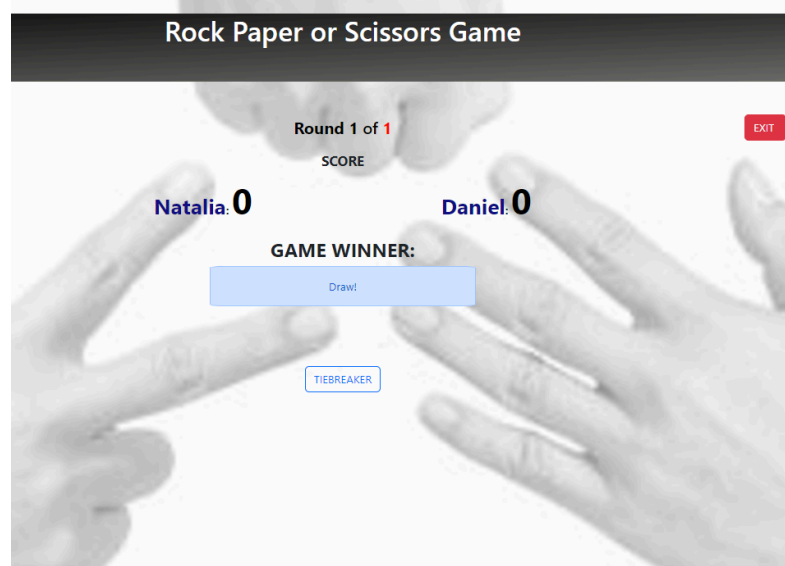 Rock Paper or Scissors Game
Round 1 of 1
EXIT
SCORE
Natalia: 0
Daniel: 0
GAME WINNER:
Draw!
TIEBREAKER